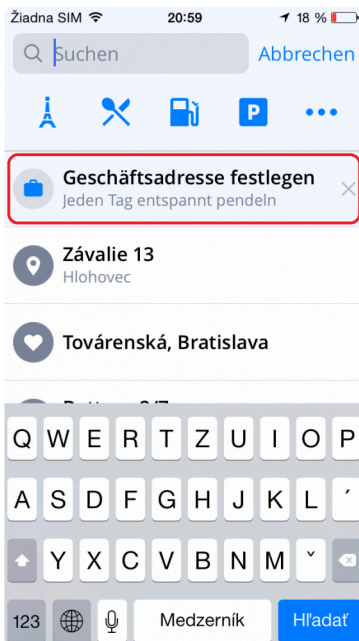 Žiadna SIM 20:59 18 %
Suchen Abbrechen
P
Geschäftsadresse festlegen
Jeden Tag entspannt pendeln
Závalie 13
Hlohovec
Továrenská, Bratislava
Q W E R T Z U I O P
A S D F G H J K L ´
Y X C V B N M ˇ
123 Medzerník Hľadať